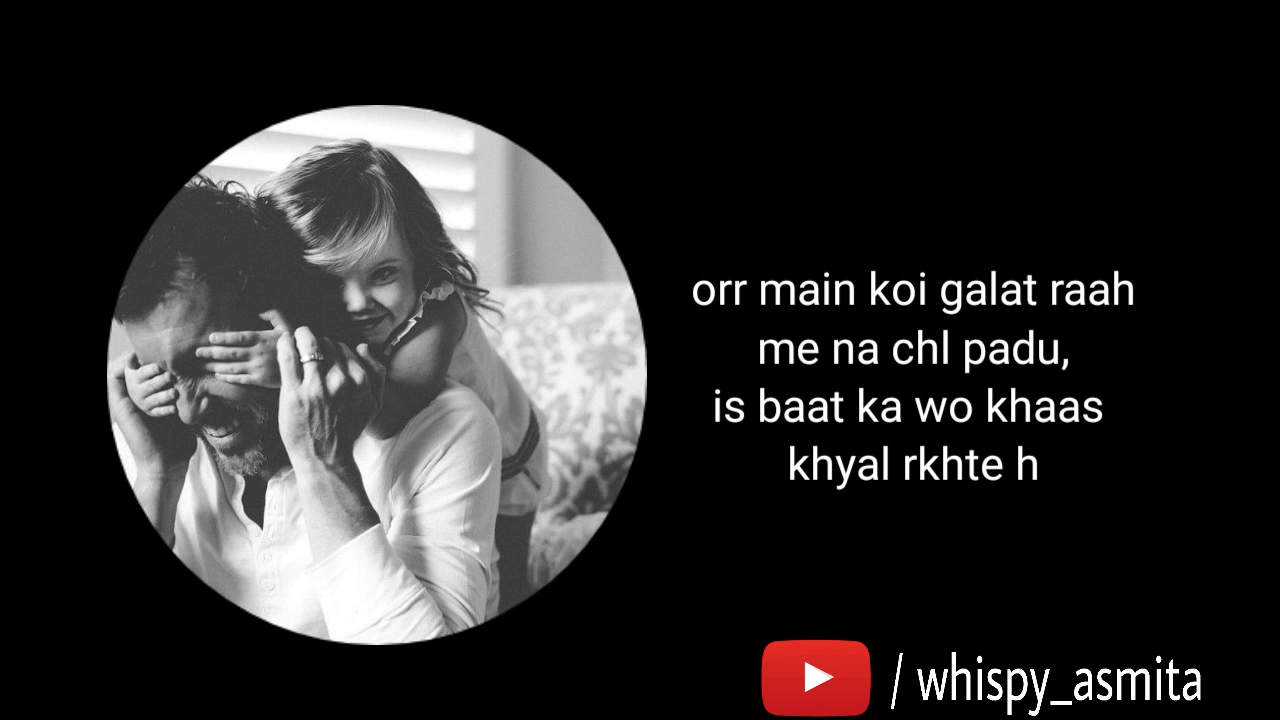 orr main koi galat raah
me na chl padu,
is baat ka wo khaas
khyal rkhte h
/ whispy_asmita